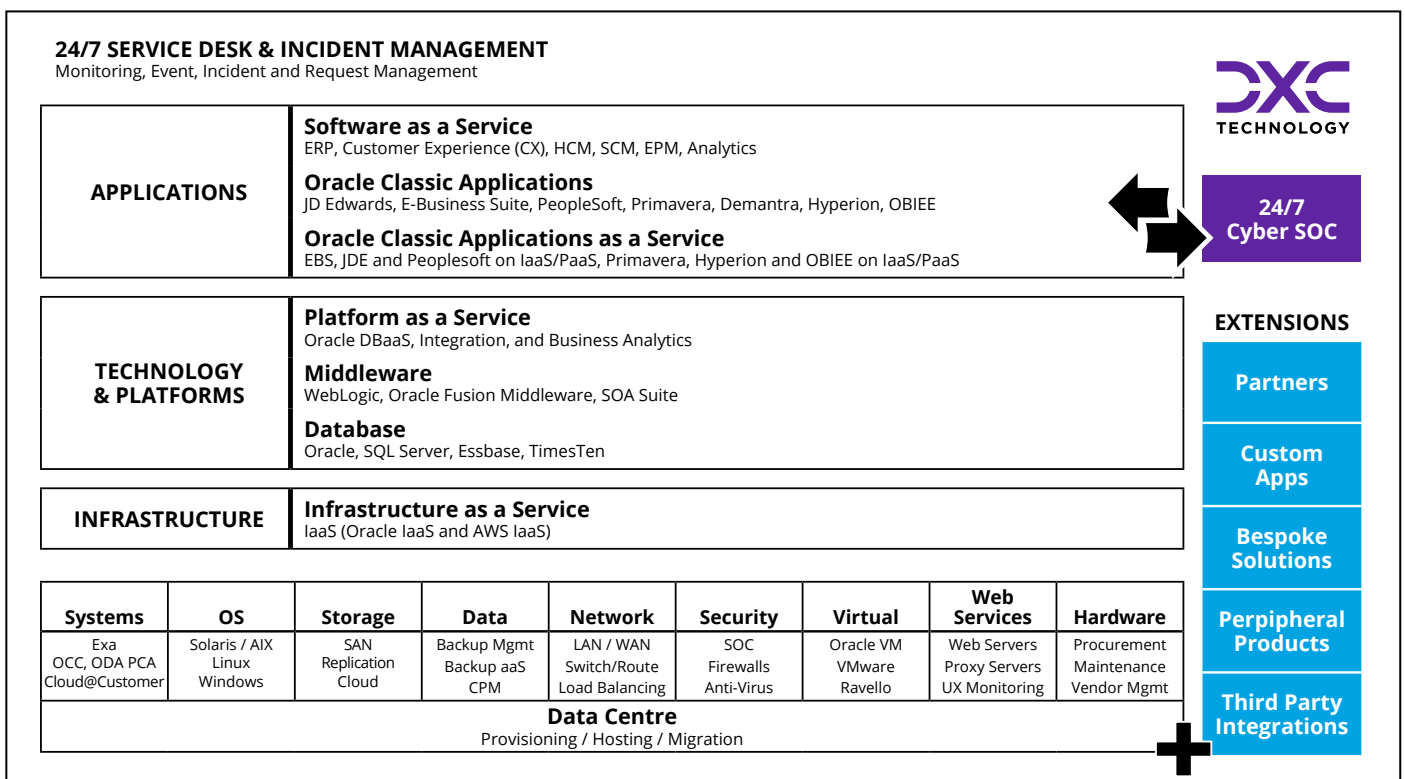 24/7 SERVICE DESK & INCIDENT MANAGEMENT
Monitoring, Event, Incident and Request Management
DXC
TECHNOLOGY
APPLICATIONS
Software as a Service
ERP, Customer Experience (CX), HCM, SCM, EPM, Analytics
Oracle Classic Applications
JD Edwards, E-Business Suite, PeopleSoft, Primavera, Demantra, Hyperion, OBIEE
Oracle Classic Applications as a Service
EBS, JDE and Peoplesoft on IaaS/PaaS, Primavera, Hyperion and OBIEE on IaaS/PaaS
24/7
Cyber SOC
TECHNOLOGY
& PLATFORMS
Platform as a Service
Oracle DBaaS, Integration, and Business Analytics
Middleware
WebLogic, Oracle Fusion Middleware, SOA Suite
Database
Oracle, SQL Server, Essbase, TimesTen
INFRASTRUCTURE
Infrastructure as a Service
IaaS (Oracle IaaS and AWS IaaS)
EXTENSIONS
Partners
Custom
Apps
Bespoke
Solutions
Perpipheral
Products
Third Party
Integrations
Systems
Exa
OCC, ODA PCA
Cloud@Customer
OS
Solaris / AIX
Linux
Windows
Storage
SAN
Replication
Cloud
Data
Backup Mgmt
Backup aaS
CPM
Network
LAN / WAN
Switch/Route
Load Balancing
Security
SOC
Firewalls
Anti-Virus
Virtual
Oracle VM
VMware
Ravello
Web
Services
Web Servers
Proxy Servers
UX Monitoring
Hardware
Procurement
Maintenance
Vendor Mgmt
Data Centre
Provisioning / Hosting / Migration